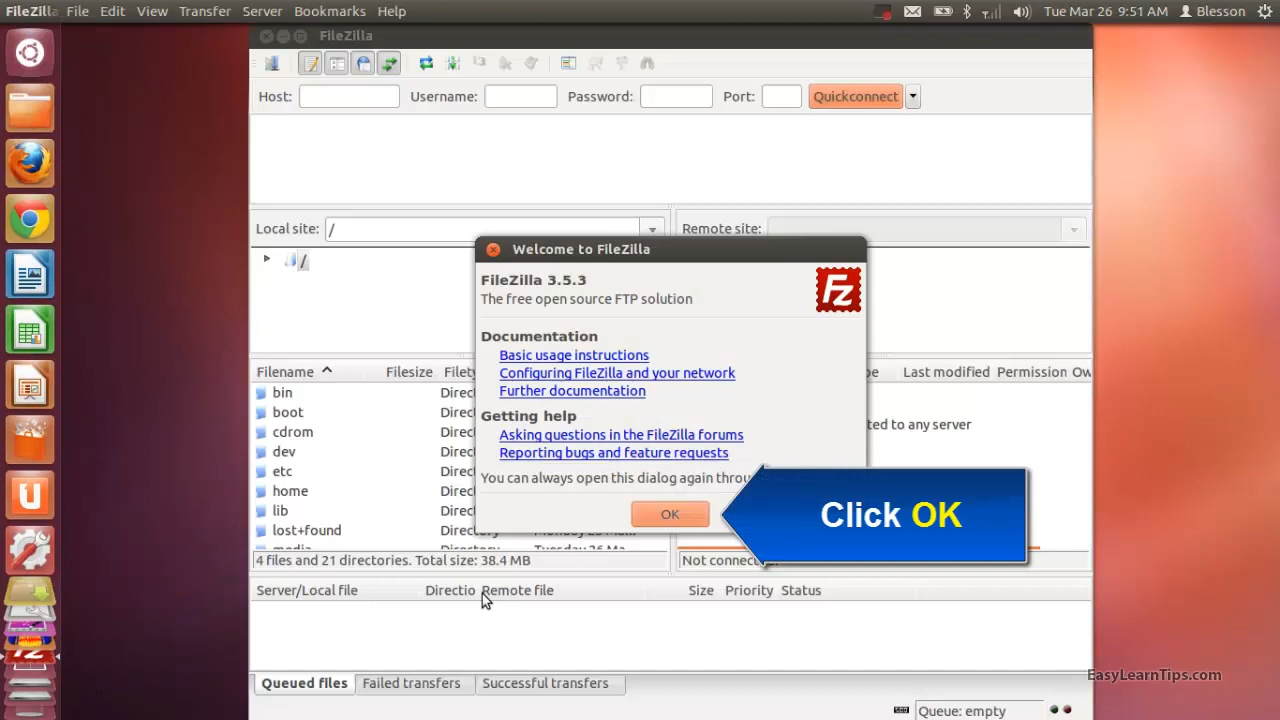 FileZilla File Edit View Transfer Server Bookmarks Help Tue Mar 26 9:51 AM Blesson
FileZilla
Host: Username: Password: Port: Quickconnect
Local site: / Remote site:
/
Welcome to FileZilla
FileZilla 3.5.3
The free open source FTP solution
Fz
Documentation
Basic usage instructions
Configuring FileZilla and your network
Further documentation
Getting help
Asking questions in the FileZilla forums
Reporting bugs and feature requests
You can always open this dialog again
OK
Click OK
Filename Filesize Last modified Permission
bin
boot
cdrom
dev
etc
home
lib
lost+found
to any server
4 files and 21 directories. Total size: 38.4 MB
Server/Local file Directio Remote file Size Priority Status
Queued files Failed transfers Successful transfers
EasyLearnTips.com
Queue: empty